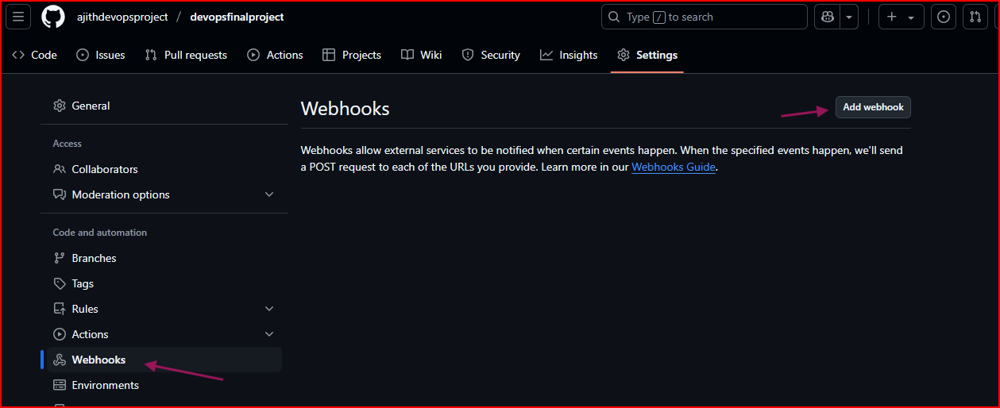 ajithdevopsproject / devopsfinalproject
Type / to search
Code Issues Pull requests Actions Projects Wiki Security Insights Settings
General
Access
Collaborators
Moderation options
Code and automation
Branches
Tags
Rules
Actions
Webhooks
Environments
Webhooks
Add webhook
Webhooks allow external services to be notified when certain events happen. When the specified events happen, we'll send
a POST request to each of the URLs you provide. Learn more in our Webhooks Guide.